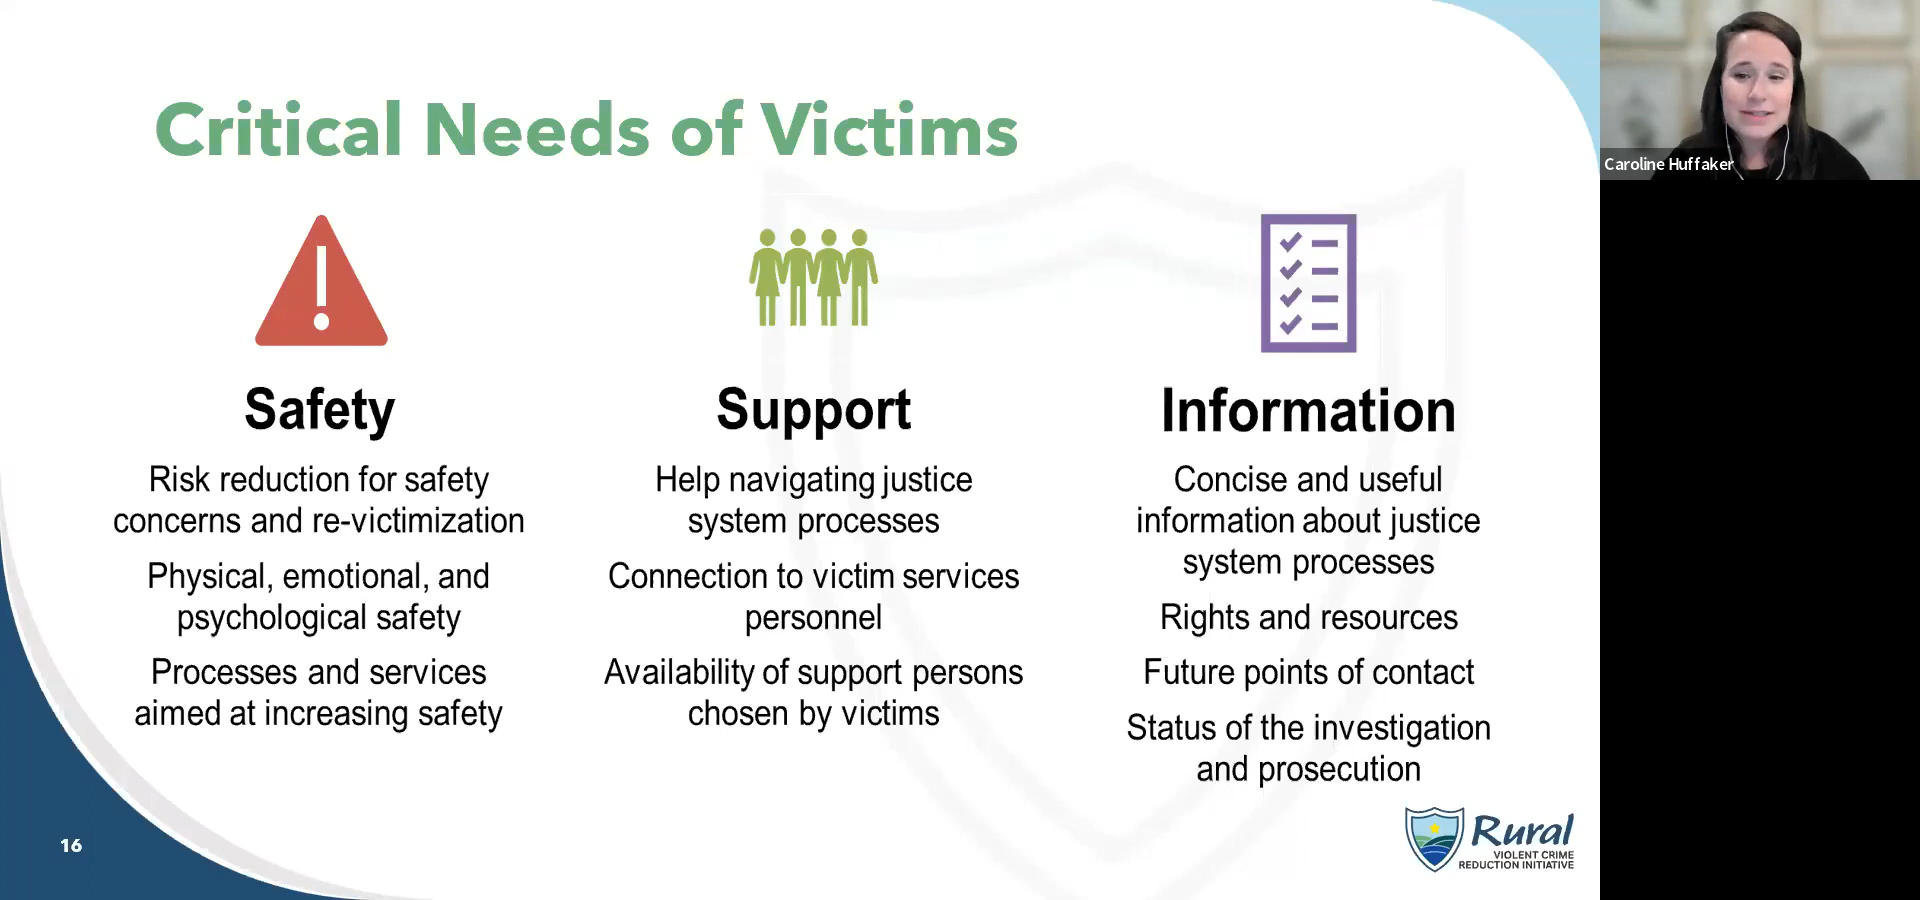 Critical Needs of Victims
Safety
Risk reduction for safety
concerns and re-victimization
Physical, emotional, and
psychological safety
Processes and services
aimed at increasing safety
Support
Help navigating justice
system processes
Connection to victim services
personnel
Availability of support persons
chosen by victims
Information
Concise and useful
information about justice
system processes
Rights and resources
Future points of contact
Status of the investigation
and prosecution
16
Rural
VIOLENT CRIME
REDUCTION INITIATIVE
Caroline Huffaker